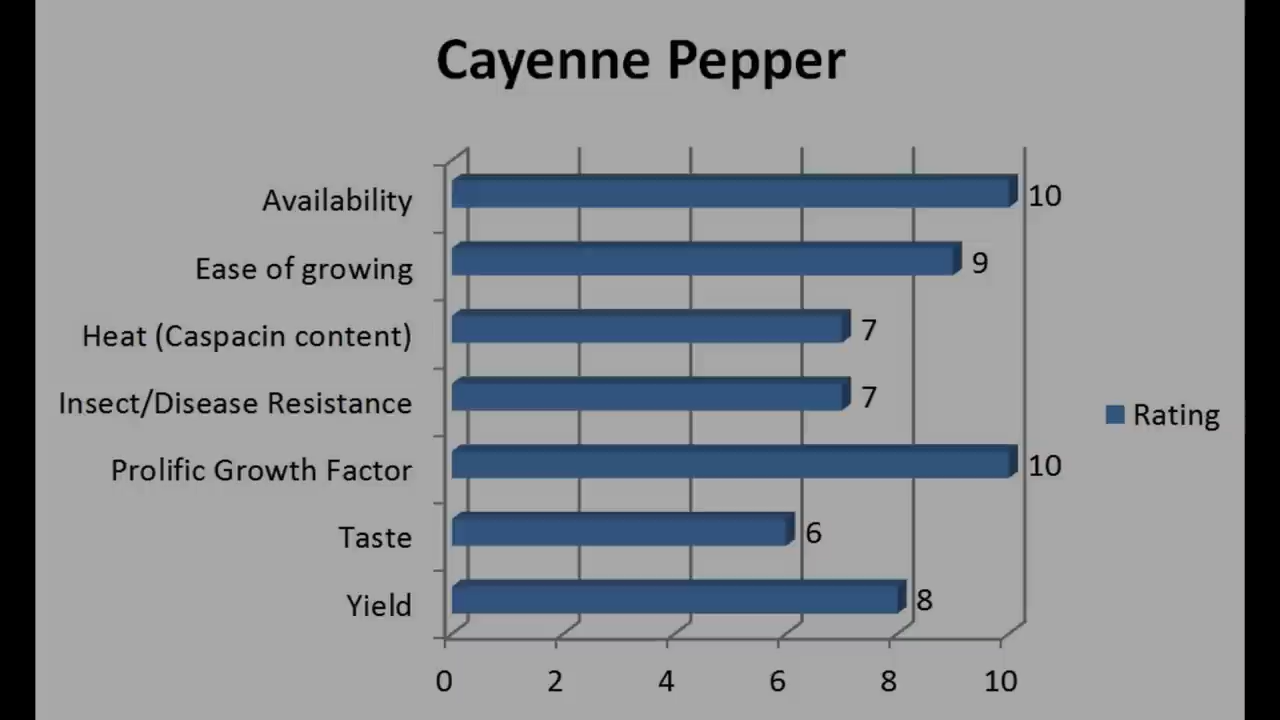 Cayenne Pepper
Availability 10
Ease of growing 9
Heat (Caspacin content) 7
Insect/Disease Resistance 7
Prolific Growth Factor 10
Taste 6
Yield 8
0 2 4 6 8 10
Rating